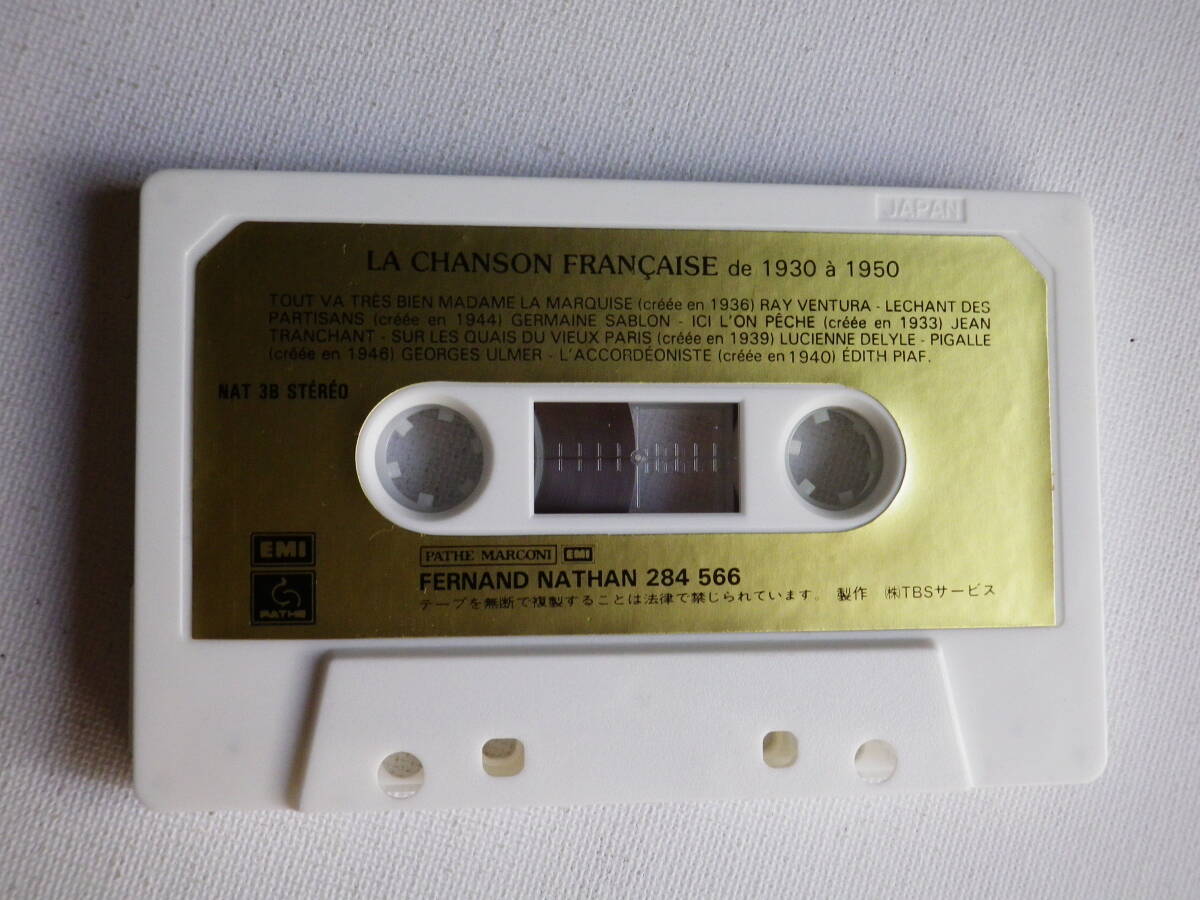 JAPAN
LA CHANSON FRANÇAISE de 1930 à 1950
TOUT VA TRÈS BIEN MADAME LA MARQUISE (créée en 1936) RAY VENTURA - LECHANT DES
PARTISANS (créée en 1944) GERMAINE SABLON - ICI L'ON PÊCHE (créée en 1933) JEAN
TRANCHANT - SUR LES QUAIS DU VIEUX PARIS (créée en 1939) LUCIENNE DELYLE - PIGALLE
(créée en 1946) GEORGES ULMER - L'ACCORDÉONISTE (créée en 1940) ÉDITH PIAF.
NAT 3B STÉRÉO
EMI
PATHE
PATHE MARCONI EMI
FERNAND NATHAN 284 566
テープを無断で複製することは法律で禁じられています。 製作 ㈱TBSサービス